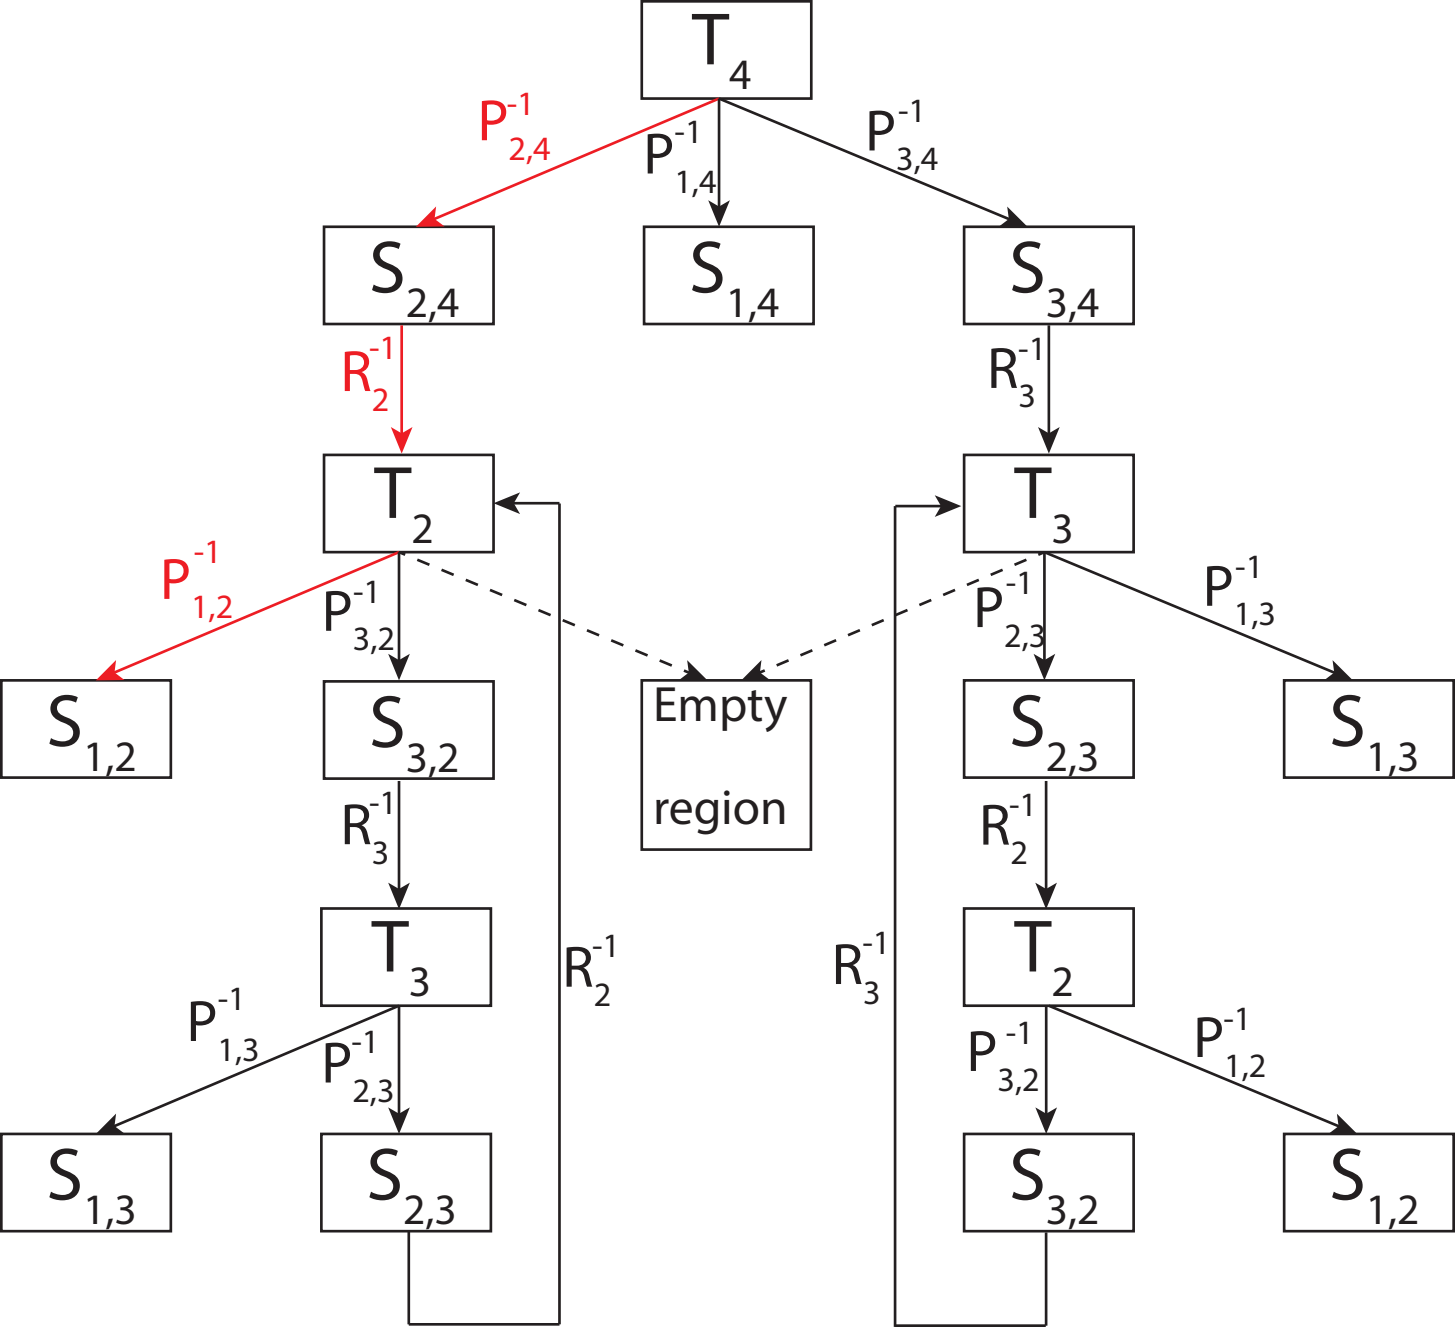 T4
P-1 2,4
P-1 1,4
P-1 3,4
S2,4
S1,4
S3,4
R-1 2
R-1 3
T2
T3
P-1 1,2
P-1 3,2
P-1 2,3
P-1 1,3
S1,2
S3,2
Empty
region
S2,3
S1,3
R-1 3
R-1 2
T3
T2
R-1 2
R-1 3
P-1 1,3
P-1 2,3
P-1 3,2
P-1 1,2
S1,3
S2,3
S3,2
S1,2